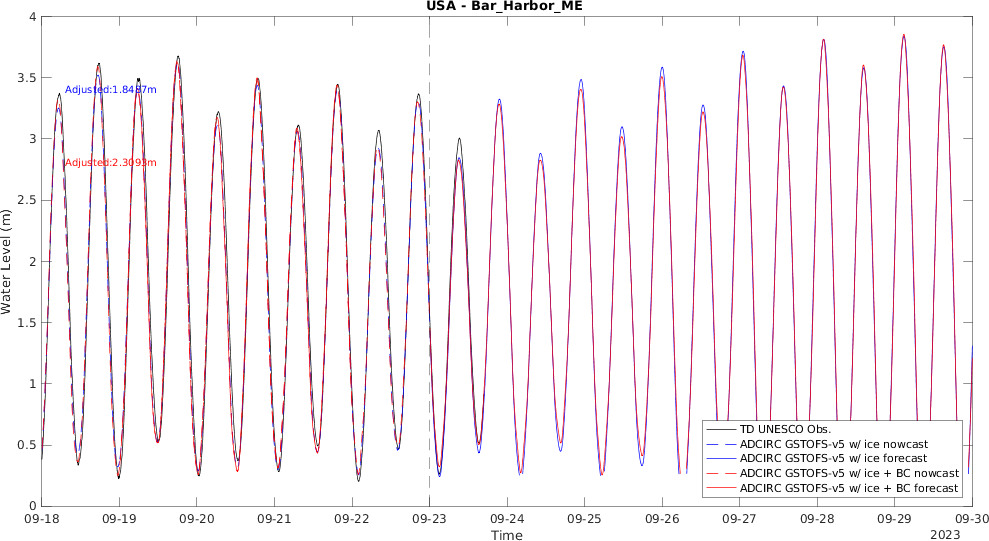 USA - Bar_Harbor_ME
4
3.5
3
2.5
2
1.5
1
0.5
0
Water Level (m)
Adjusted:1.8487m
Adjusted:2.3093m
TD UNESCO Obs.
ADCIRC GSTOFS-v5 w/ ice nowcast
ADCIRC GSTOFS-v5 w/ ice forecast
ADCIRC GSTOFS-v5 w/ ice + BC nowcast
ADCIRC GSTOFS-v5 w/ ice + BC forecast
09-18 09-19 09-20 09-21 09-22 09-23 09-24 09-25 09-26 09-27 09-28 09-29 09-30
Time
2023